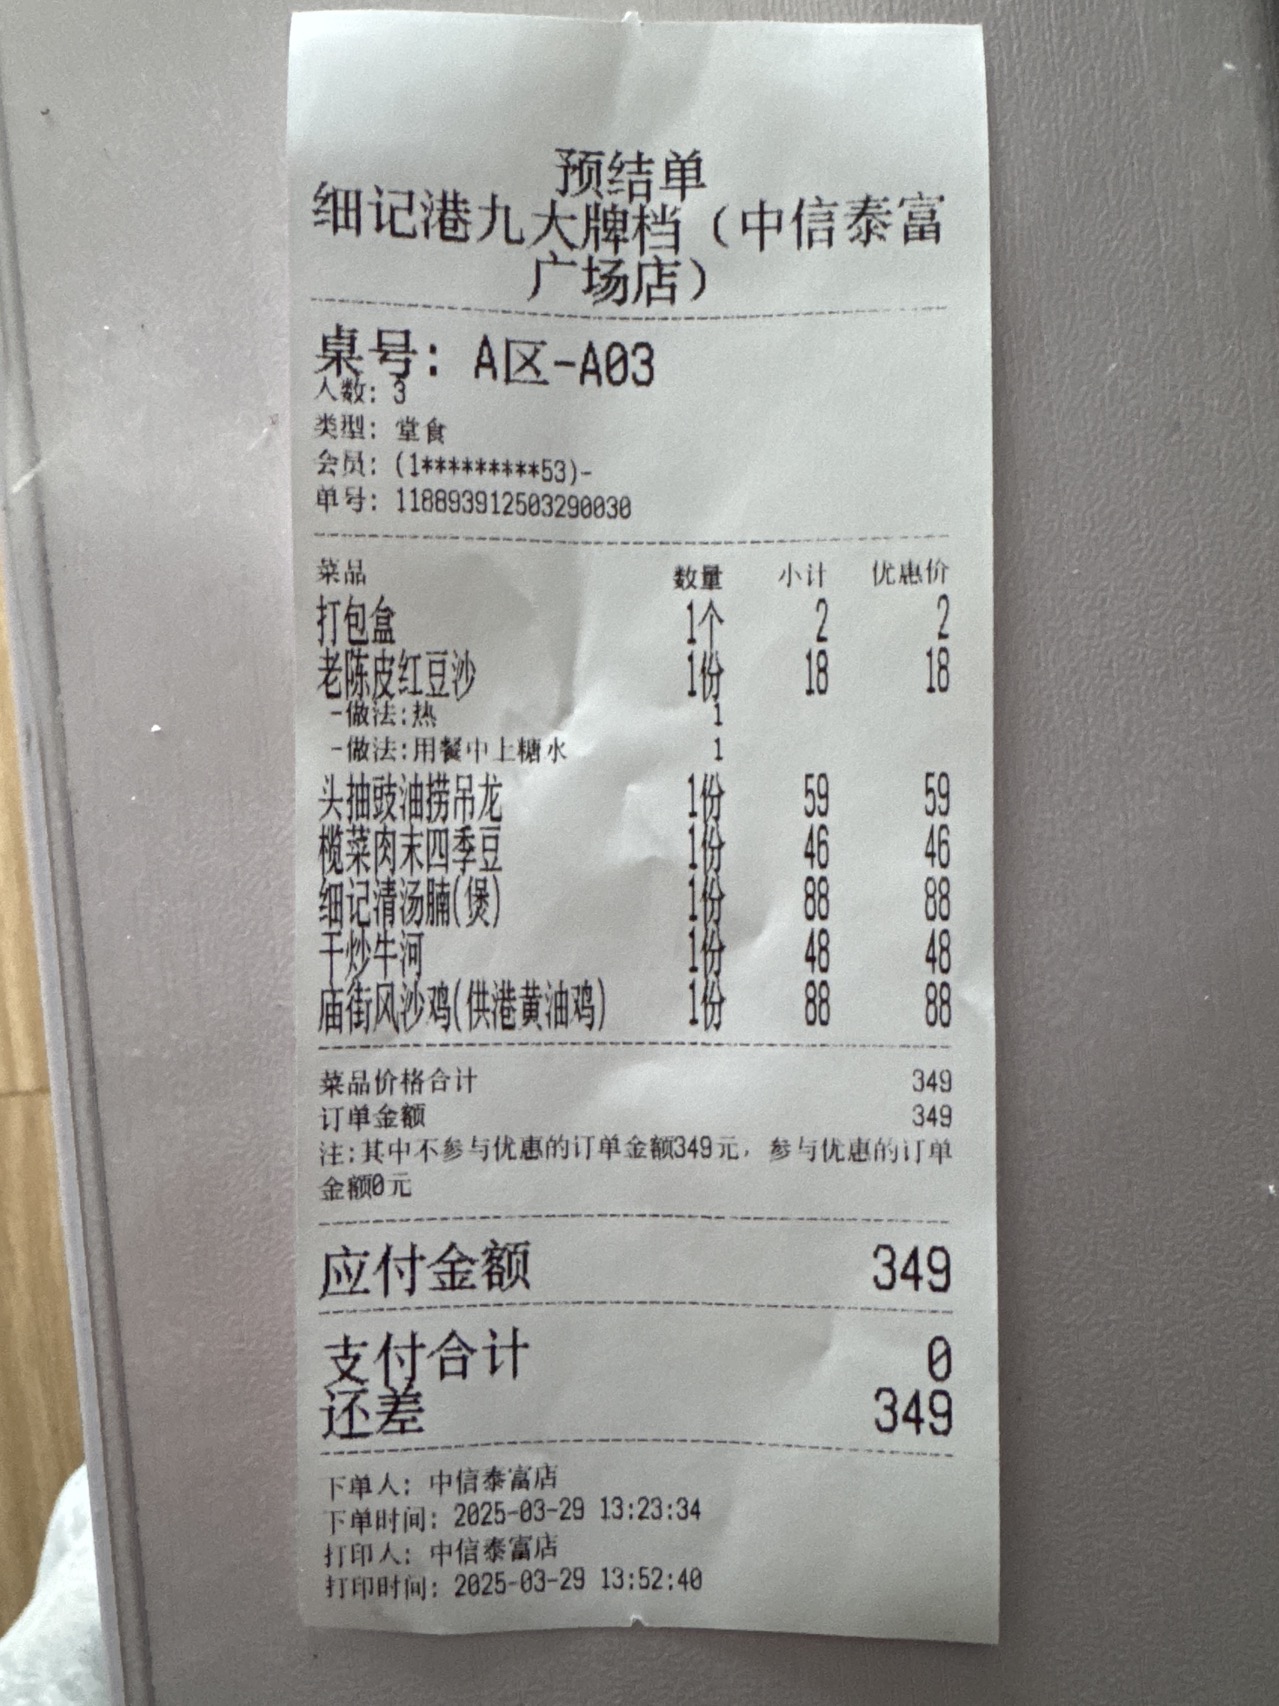 预结单
细记港九大牌档（中信泰富
广场店）
桌号: A区-A03
人数: 3
类型: 堂食
会员: (1*********53)-
单号: 118893912503290030
菜品 数量 小计 优惠价
打包盒 1个 2 2
老陈皮红豆沙 1份 18 18
-做法:热 1
-做法:用餐中上糖水 1
头抽豉油捞吊龙 1份 59 59
榄菜肉末四季豆 1份 46 46
细记清汤腩(煲) 1份 88 88
干炒牛河 1份 48 48
庙街风沙鸡(供港黄油鸡) 1份 88 88
菜品价格合计 349
订单金额 349
注:其中不参与优惠的订单金额349元, 参与优惠的订单
金额0元
应付金额 349
支付合计 0
还差 349
下单人: 中信泰富店
下单时间: 2025-03-29 13:23:34
打印人: 中信泰富店
打印时间: 2025-03-29 13:52:40